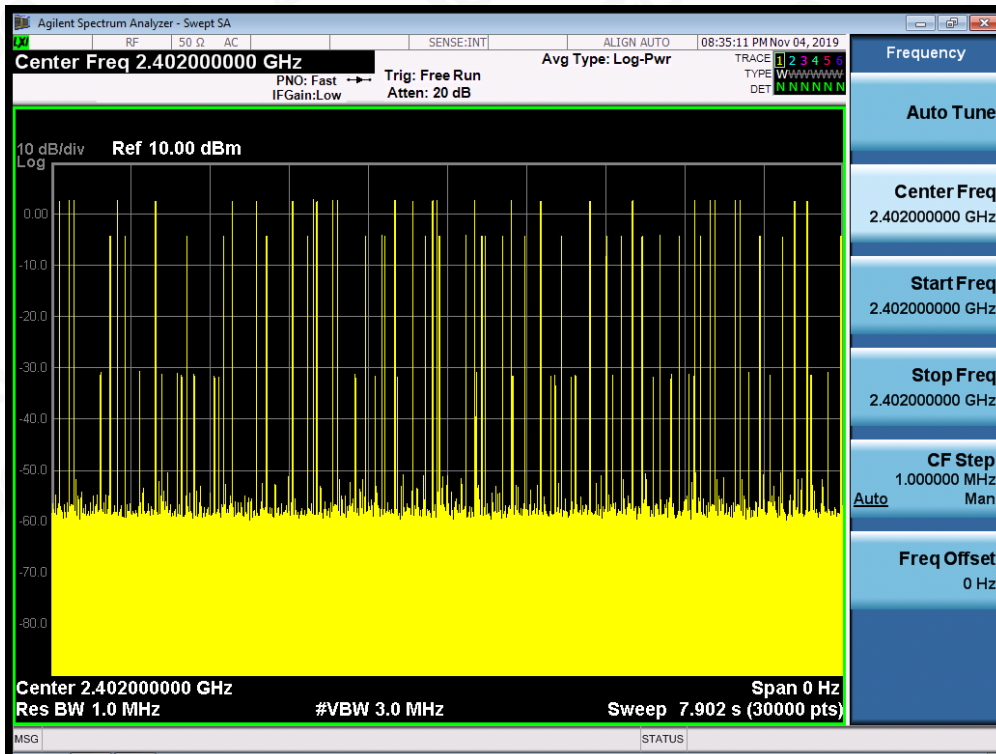 Agilent Spectrum Analyzer - Swept SA
LXI RF 50 Ω AC SENSE:INT ALIGN AUTO 08:35:11 PM Nov 04, 2019
Center Freq 2.402000000 GHz
PNO: Fast
IFGain:Low
Trig: Free Run
Atten: 20 dB
Avg Type: Log-Pwr
TRACE 1 2 3 4 5 6
TYPE WWWWWWW
DET N N N N N N
10 dB/div Ref 10.00 dBm
Log
0.00
-10.0
-20.0
-30.0
-40.0
-50.0
-60.0
-70.0
-80.0
Center 2.402000000 GHz Span 0 Hz
Res BW 1.0 MHz #VBW 3.0 MHz Sweep 7.902 s (30000 pts)
MSG STATUS
Frequency
Auto Tune
Center Freq
2.402000000 GHz
Start Freq
2.402000000 GHz
Stop Freq
2.402000000 GHz
CF Step
1.000000 MHz
Auto Man
Freq Offset
0 Hz